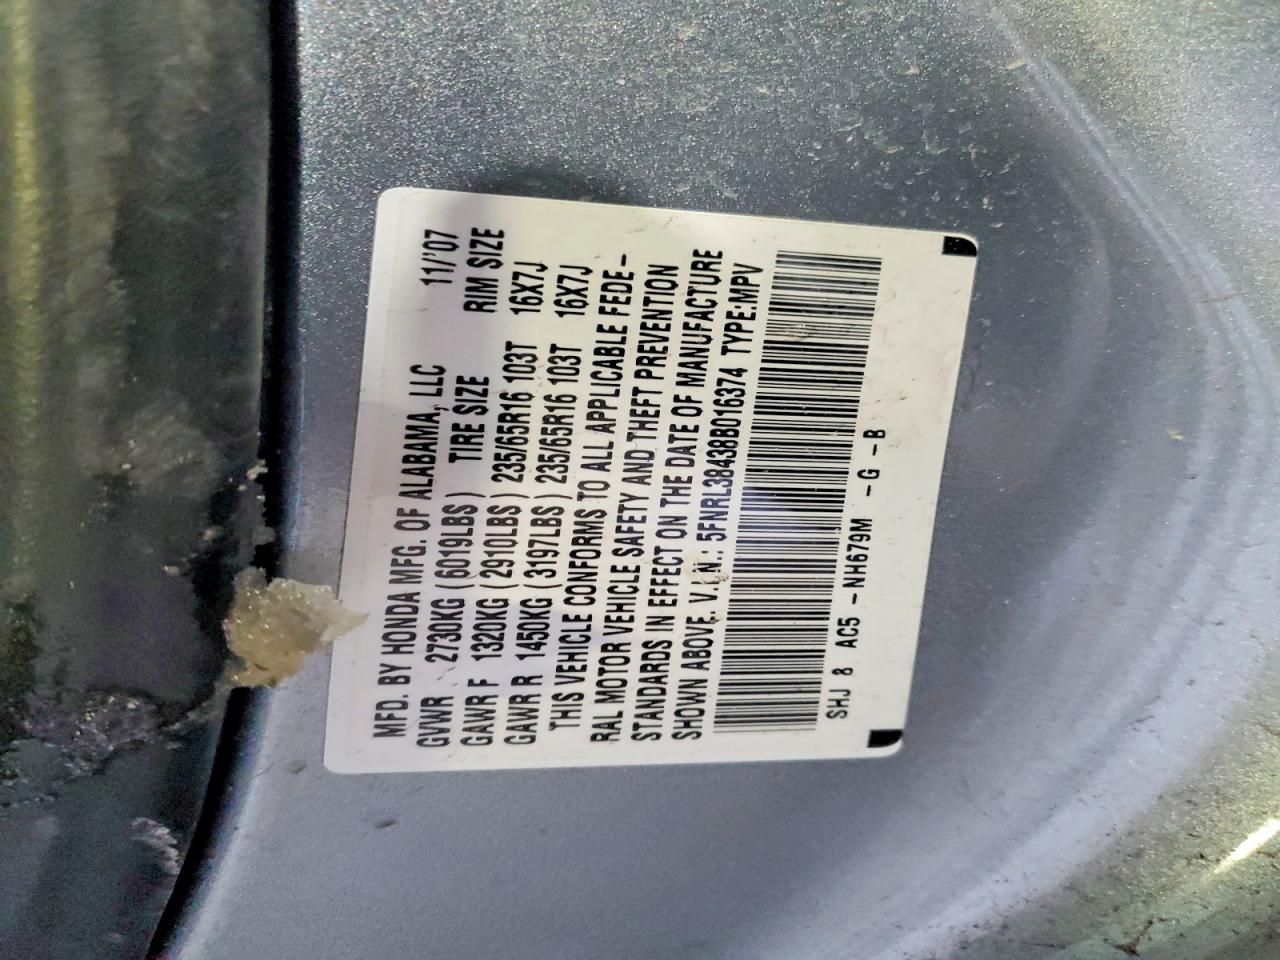 MFD. BY HONDA MFG. OF ALABAMA, LLC 11/'07
GVWR 2730KG (6019LBS) TIRE SIZE RIM SIZE
GAWR F 1320KG (2910LBS) 235/65R16 103T 16X7J
GAWR R 1450KG (3197LBS) 235/65R16 103T 16X7J
THIS VEHICLE CONFORMS TO ALL APPLICABLE FEDE-
RAL MOTOR VEHICLE SAFETY AND THEFT PREVENTION
STANDARDS IN EFFECT ON THE DATE OF MANUFACTURE
SHOWN ABOVE. V.I.N.: 5FNRL38438B016374 TYPE:MPV
SHJ 8 AC5 -NH679M -G -B